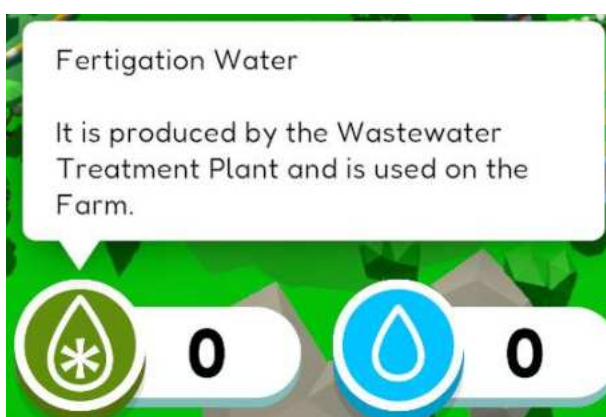 Fertigation Water
It is produced by the Wastewater
Treatment Plant and is used on the
Farm.
0
0